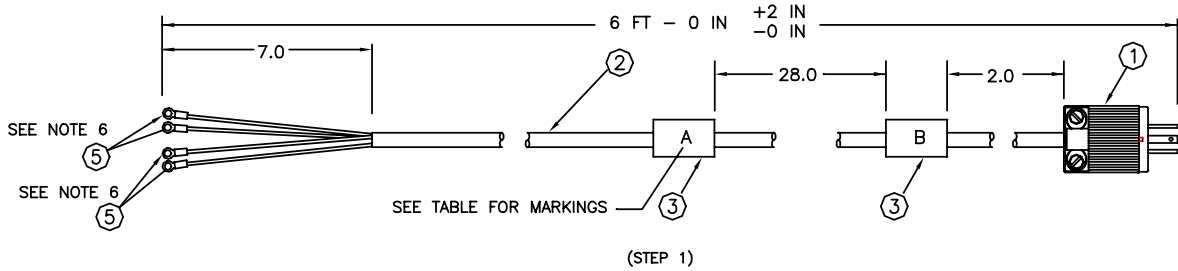 6 FT - 0 IN +2 IN
-0 IN
7.0
28.0
2.0
1
2
SEE NOTE 6
5
A
B
SEE NOTE 6
5
3
3
SEE TABLE FOR MARKINGS
(STEP 1)